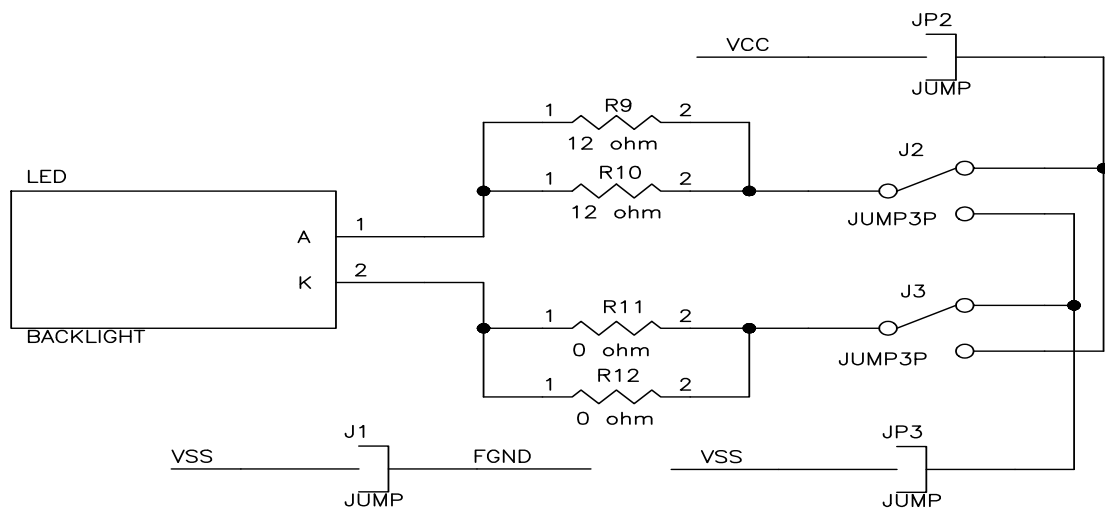 JP2
VCC
JUMP
1 R9 2
12 ohm
J2
LED
1 R10 2
12 ohm
JUMP3P
A 1
K 2
J3
BACKLIGHT
1 R11 2
0 ohm
JUMP3P
1 R12 2
0 ohm
J1
JP3
VSS FGND
VSS
JUMP
JUMP